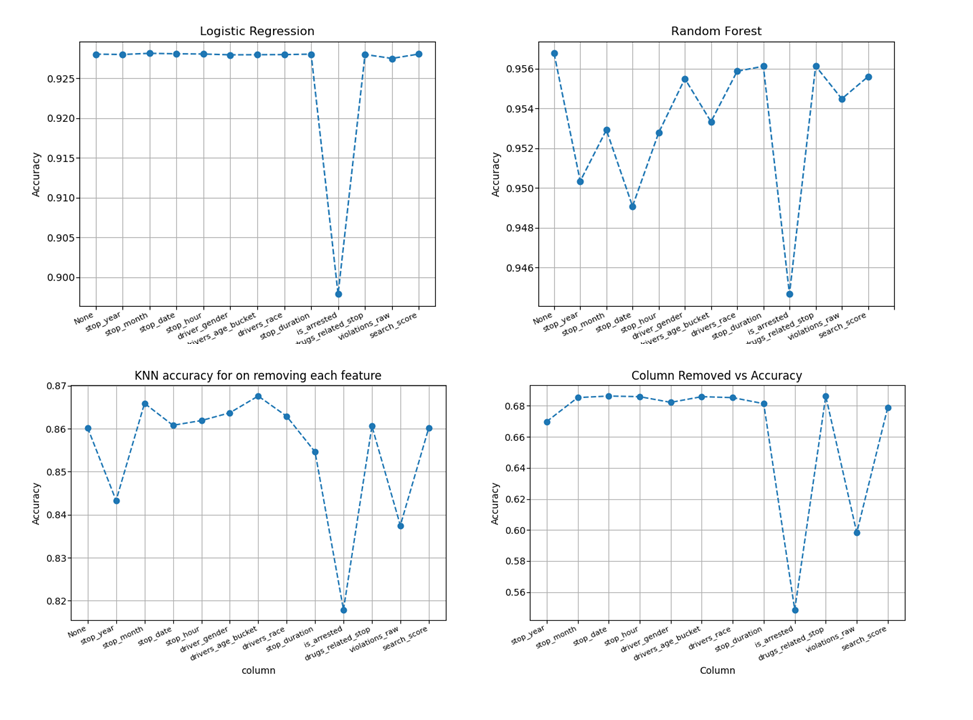 Logistic Regression
Accuracy
0.925
0.920
0.915
0.910
0.905
0.900
None
stop_year
stop_month
stop_date
stop_hour
driver_gender
ivers_age_bucket
drivers_race
stop_duration
is_arrested
drugs_related_stop
violations_raw
search_score
Random Forest
Accuracy
0.956
0.954
0.952
0.950
0.948
0.946
None
stop_year
stop_month
stop_date
stop_hour
driver_gender
ivers_age_bucket
drivers_race
stop_duration
is_arrested
rugs_related_stop
violations_raw
search_score
KNN accuracy for on removing each feature
Accuracy
0.87
0.86
0.85
0.84
0.83
0.82
None
stop_year
stop_month
stop_date
stop_hour
driver_gender
drivers_age_bucket
drivers_race
stop_duration
is_arrested
drugs_related_stop
violations_raw
search_score
column
Column Removed vs Accuracy
Accuracy
0.68
0.66
0.64
0.62
0.60
0.58
0.56
stop_year
stop_month
stop_date
stop_hour
driver_gender
drivers_age_bucket
drivers_race
stop_duration
is_arrested
drugs_related_stop
violations_raw
search_score
Column